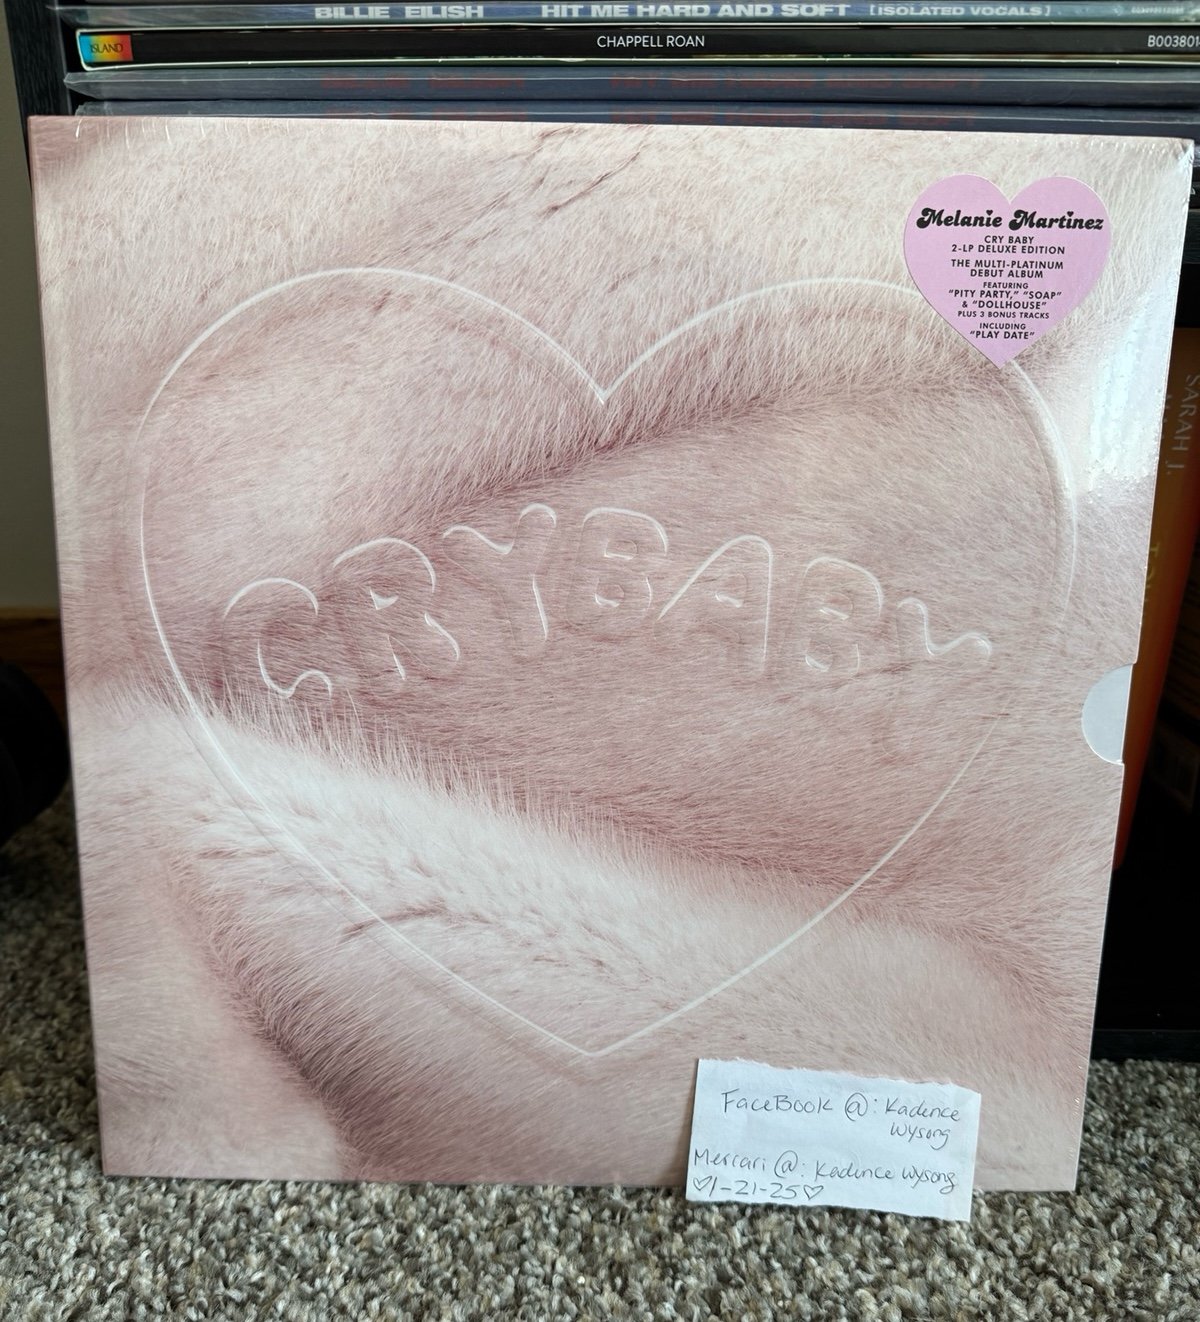 BILLIE EILISH HIT ME HARD AND SOFT [ISOLATED VOCALS]
ISLAND CHAPPELL ROAN B003801
Melanie Martinez
CRY BABY
2-LP DELUXE EDITION
THE MULTI-PLATINUM
DEBUT ALBUM
FEATURING
"PITY PARTY," "SOAP"
& "DOLLHOUSE"
PLUS 3 BONUS TRACKS
INCLUDING
"PLAY DATE"
SARAH J.
CRYBABY
FaceBook @: Kadence
Wysong
Mercari @: Kadence Wysong
♡1-21-25♡